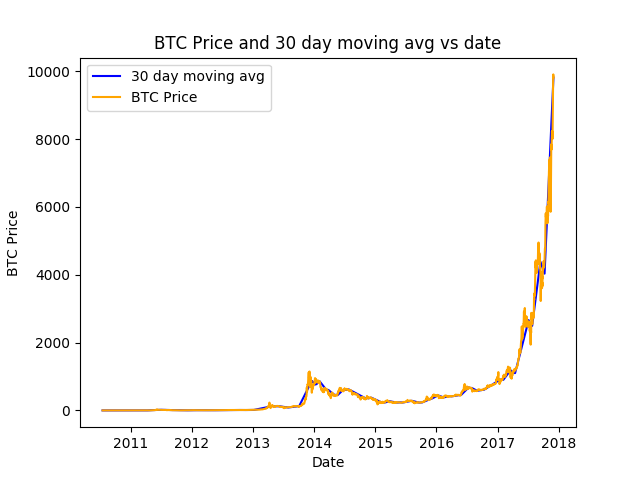 BTC Price and 30 day moving avg vs date
30 day moving avg
BTC Price
10000
8000
6000
4000
2000
0
BTC Price
2011 2012 2013 2014 2015 2016 2017 2018
Date